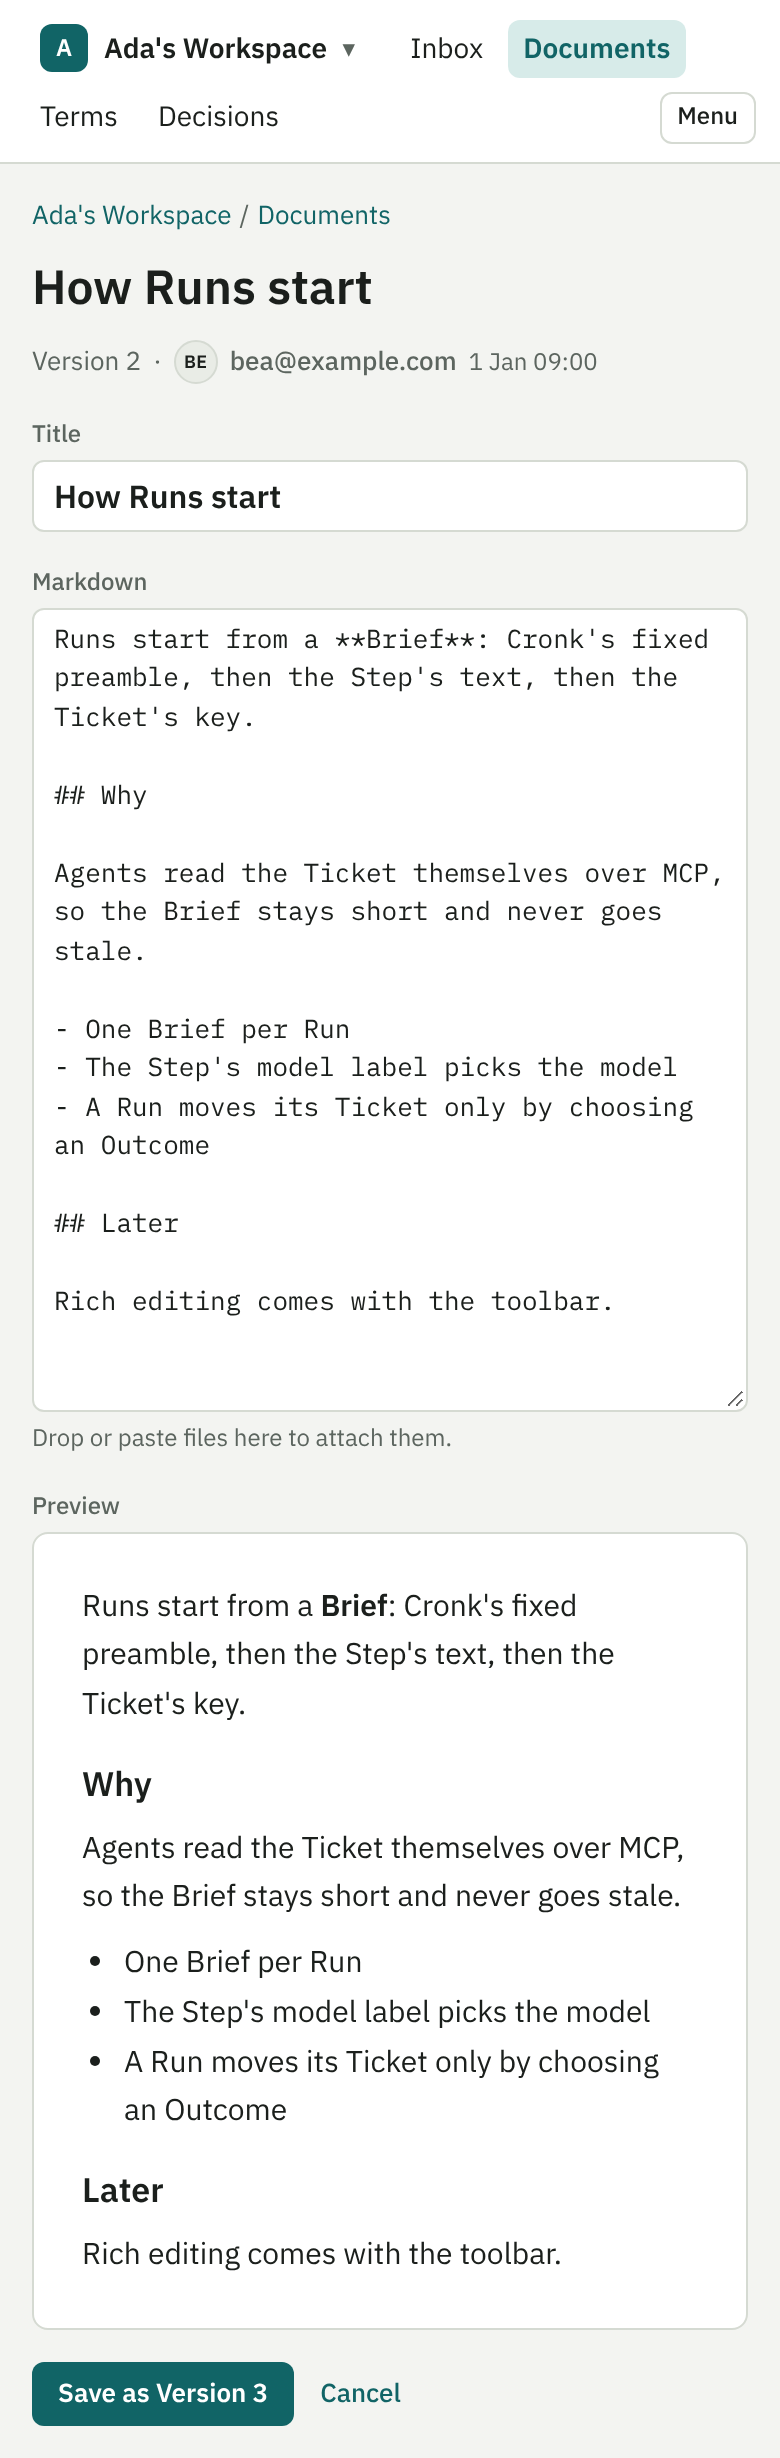 A Ada's Workspace ▼ Inbox Documents
Terms Decisions Menu
Ada's Workspace / Documents
How Runs start
Version 2 · BE bea@example.com 1 Jan 09:00
Title
How Runs start
Markdown
Runs start from a **Brief**: Cronk's fixed
preamble, then the Step's text, then the
Ticket's key.
## Why
Agents read the Ticket themselves over MCP,
so the Brief stays short and never goes
stale.
- One Brief per Run
- The Step's model label picks the model
- A Run moves its Ticket only by choosing
an Outcome
## Later
Rich editing comes with the toolbar.
Drop or paste files here to attach them.
Preview
Runs start from a Brief: Cronk's fixed
preamble, then the Step's text, then the
Ticket's key.
Why
Agents read the Ticket themselves over MCP,
so the Brief stays short and never goes stale.
• One Brief per Run
• The Step's model label picks the model
• A Run moves its Ticket only by choosing
an Outcome
Later
Rich editing comes with the toolbar.
Save as Version 3 Cancel